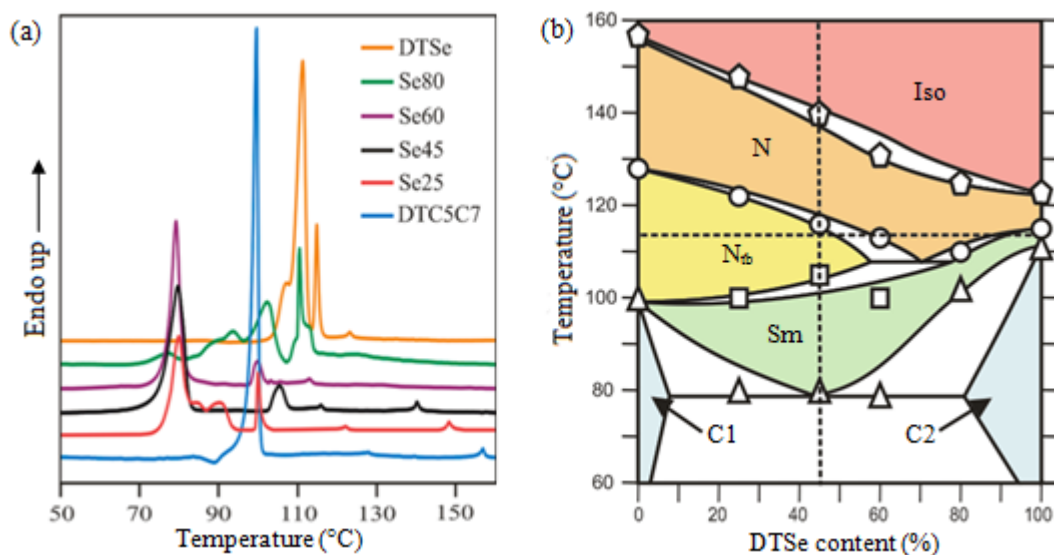 (a)
DTSe
Se80
Se60
Se45
Se25
DTC5C7
Endo up
50 70 90 110 130 150
Temperature (°C)
(b)
160
140
120
100
80
60
Temperature (°C)
Iso
N
Ntb
Sm
C1 C2
0 20 40 60 80 100
DTSe content (%)